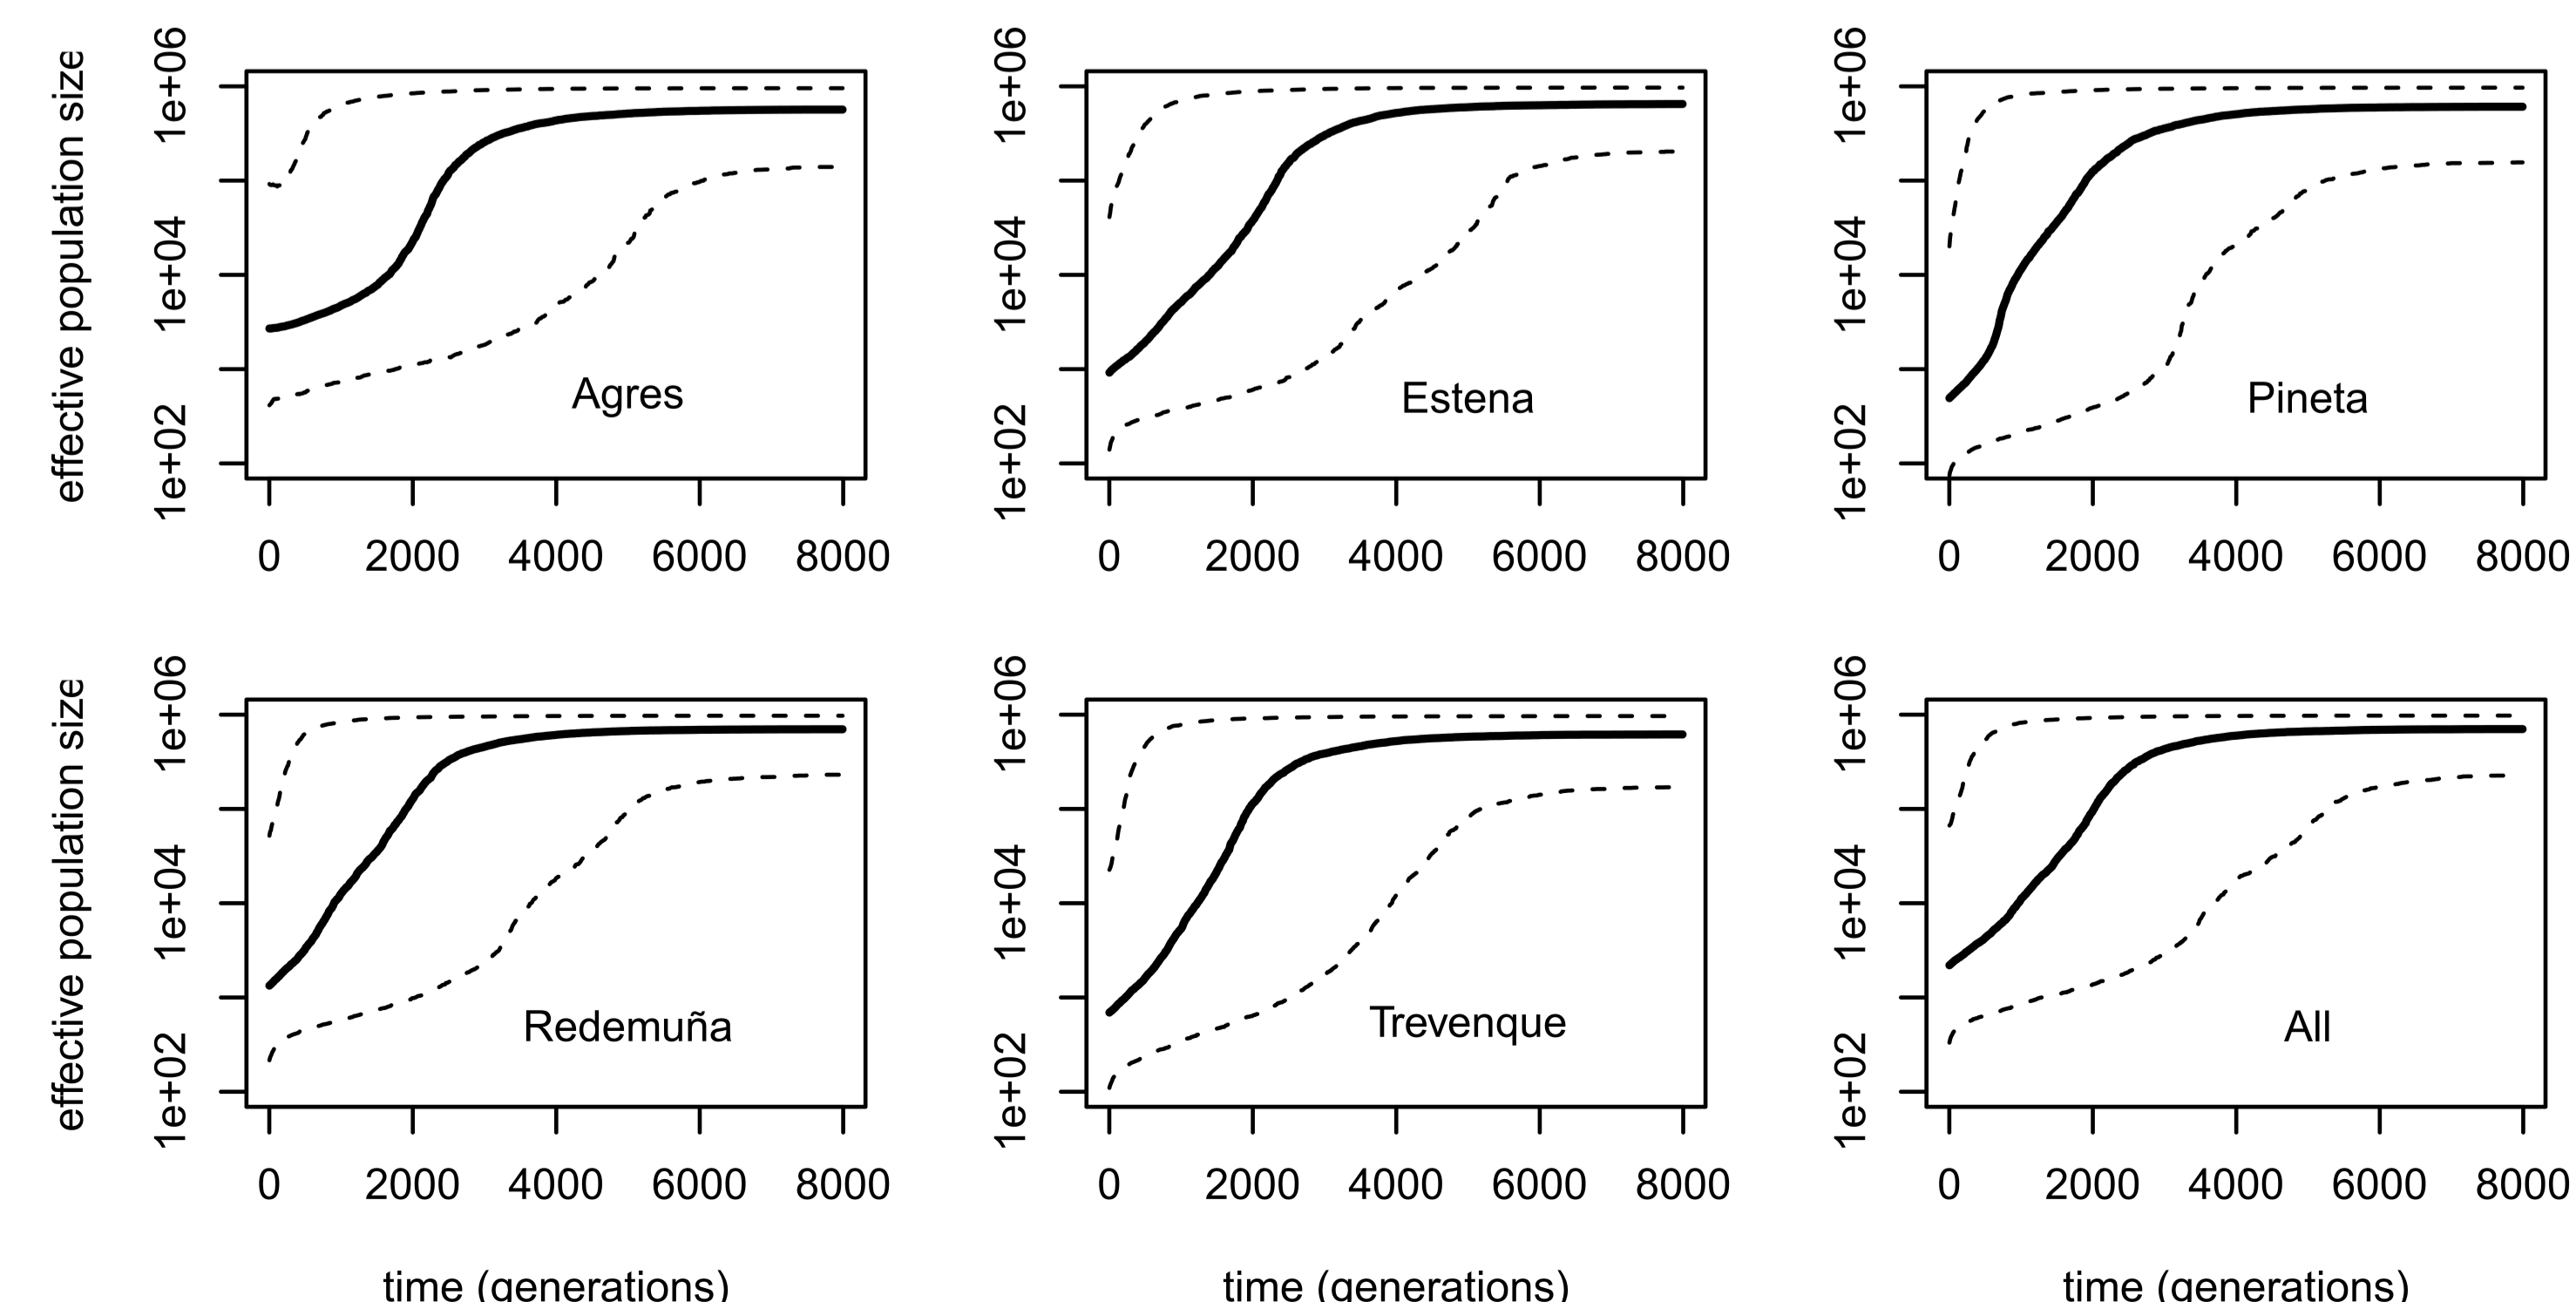 effective population size
1e+02 1e+04 1e+06
Agres
0 2000 4000 6000 8000
1e+02 1e+04 1e+06
Estena
0 2000 4000 6000 8000
1e+02 1e+04 1e+06
Pineta
0 2000 4000 6000 8000
effective population size
1e+02 1e+04 1e+06
Redemuña
0 2000 4000 6000 8000
time (generations)
1e+02 1e+04 1e+06
Trevenque
0 2000 4000 6000 8000
time (generations)
1e+02 1e+04 1e+06
All
0 2000 4000 6000 8000
time (generations)